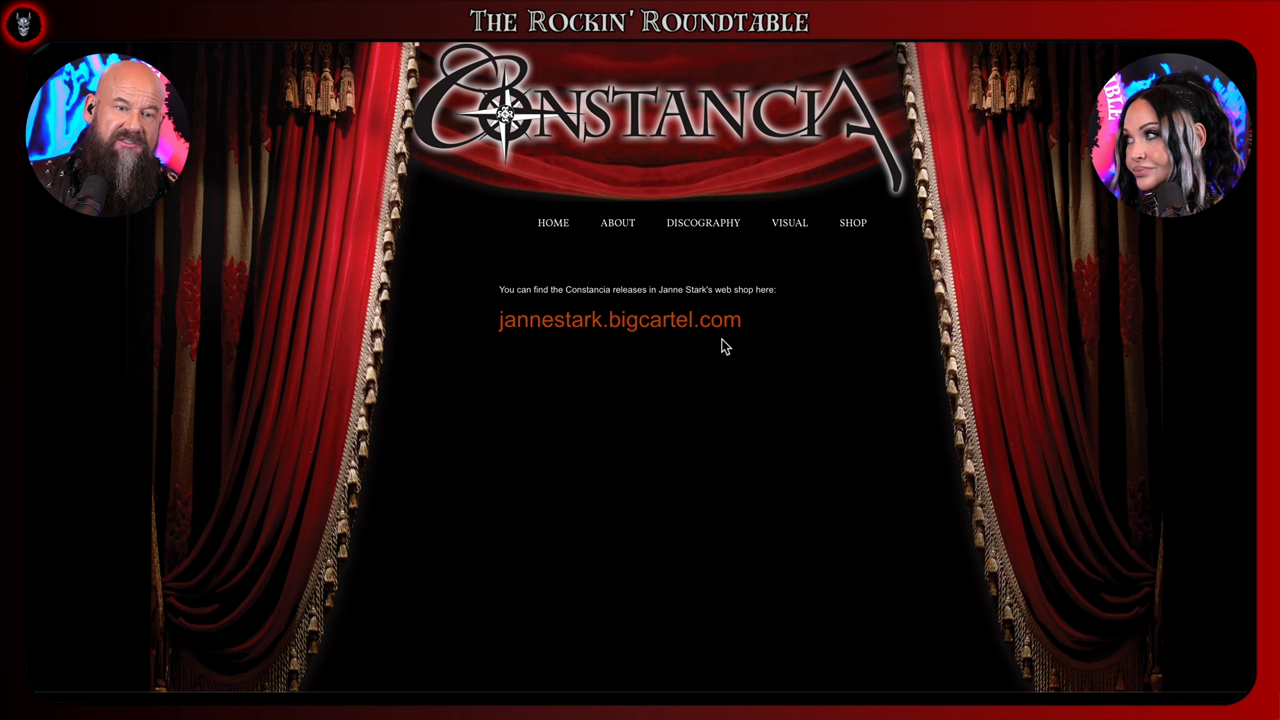 The Rockin' Roundtable
Constancia
HOME ABOUT DISCOGRAPHY VISUAL SHOP
You can find the Constancia releases in Janne Stark's web shop here:
jannestark.bigcartel.com
BLE